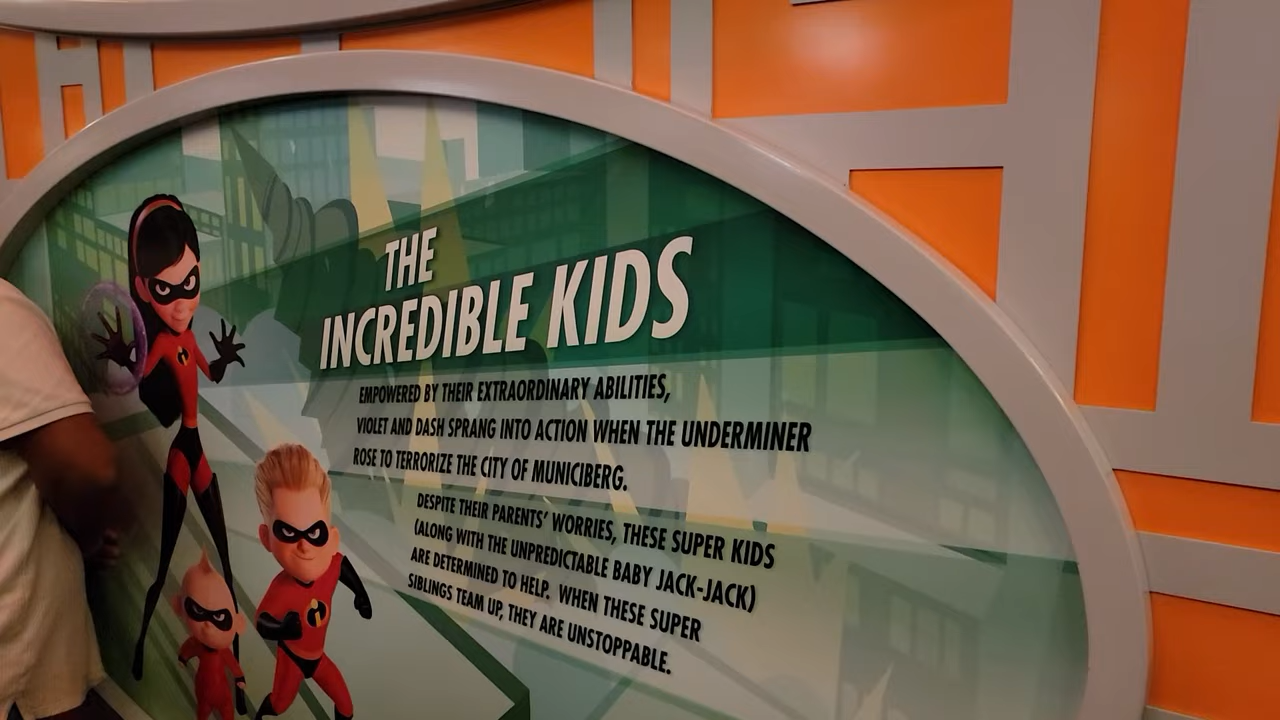 THE
INCREDIBLE KIDS
EMPOWERED BY THEIR EXTRAORDINARY ABILITIES,
VIOLET AND DASH SPRANG INTO ACTION WHEN THE UNDERMINER
ROSE TO TERRORIZE THE CITY OF MUNICIBERG.
DESPITE THEIR PARENTS' WORRIES, THESE SUPER KIDS
(ALONG WITH THE UNPREDICTABLE BABY JACK-JACK)
ARE DETERMINED TO HELP. WHEN THESE SUPER
SIBLINGS TEAM UP, THEY ARE UNSTOPPABLE.